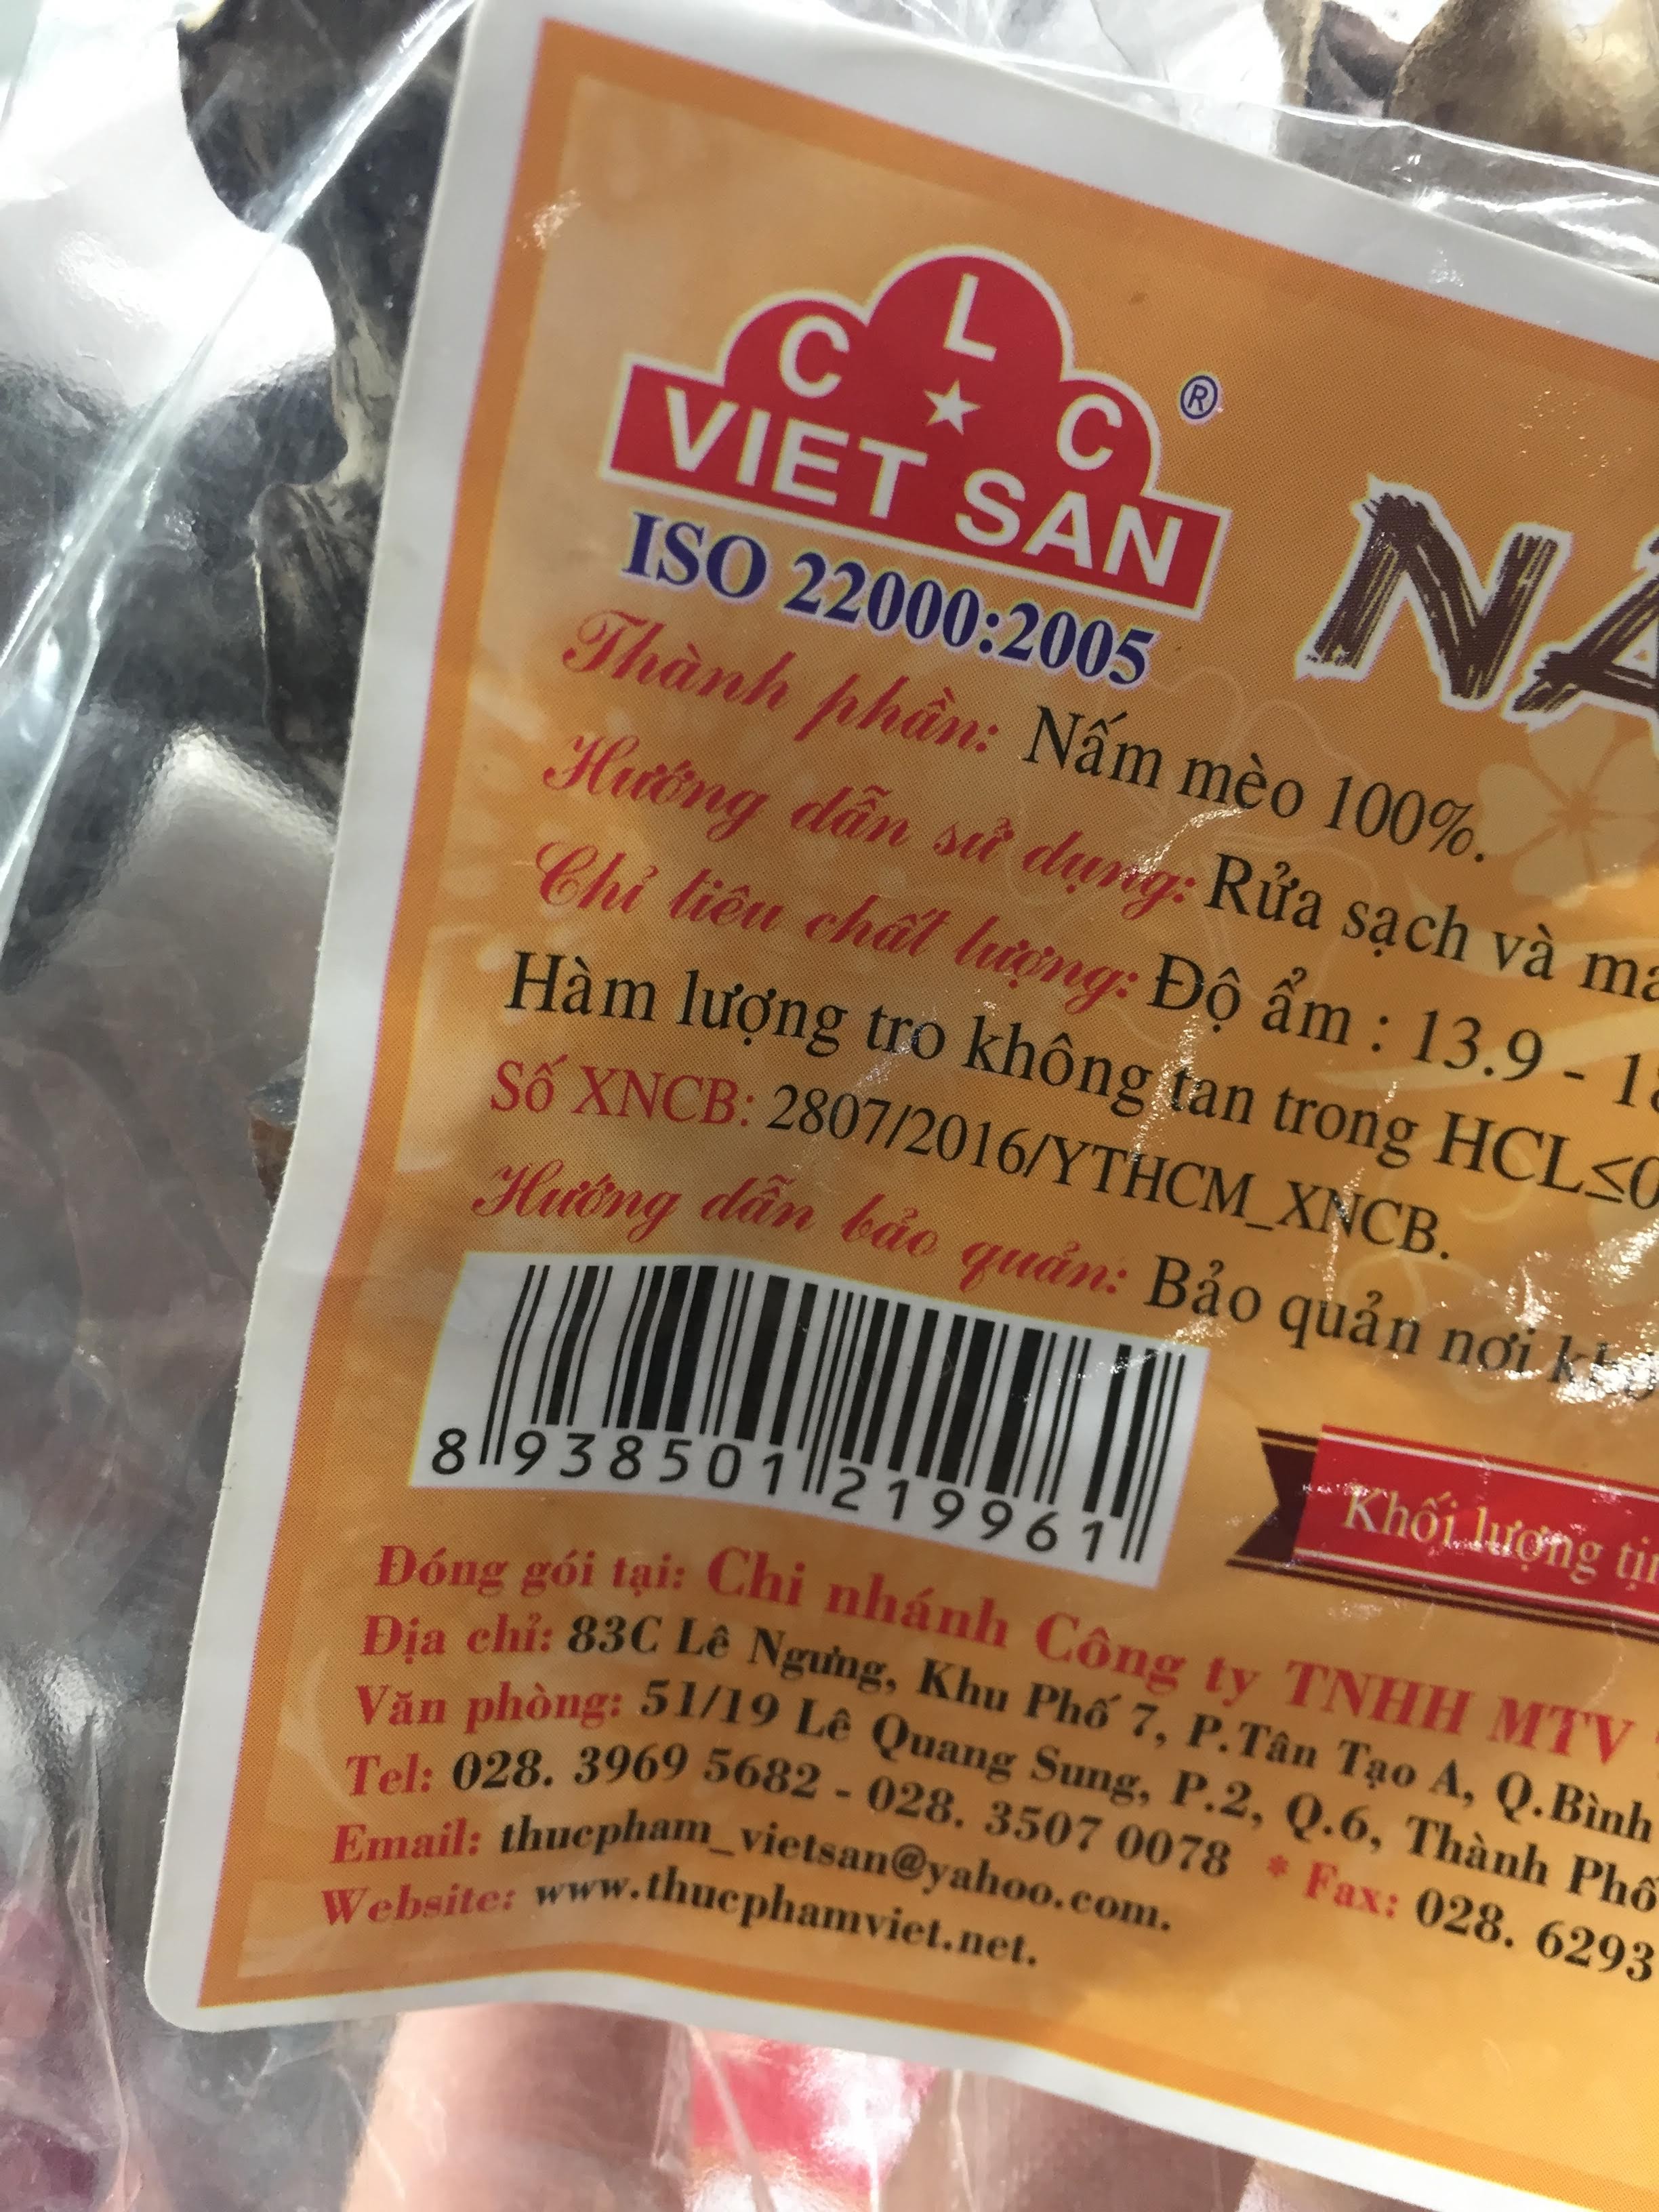 C L C
VIET SAN ®
ISO 22000:2005
Thành phần: Nấm mèo 100%.
Hướng dẫn sử dụng: Rửa sạch và
Chỉ tiêu chất lượng: Độ ẩm : 13.9 -
Hàm lượng tro không tan trong HCL≤0
Số XNCB: 2807/2016/YTHCM_XNCB.
Hướng dẫn bảo quản: Bảo quản nơi
8 938501 219961
Khối lượng
Đóng gói tại: Chi nhánh Công ty TNHH MTV
Địa chỉ: 83C Lê Ngưng, Khu Phố 7, P.Tân Tạo A, Q.Bình
Văn phòng: 51/19 Lê Quang Sung, P.2, Q.6, Thành Phố
Tel: 028. 3969 5682 - 028. 3507 0078 * Fax: 028. 6293
Email: thucpham_vietsan@yahoo.com.
Website: www.thucphamviet.net.